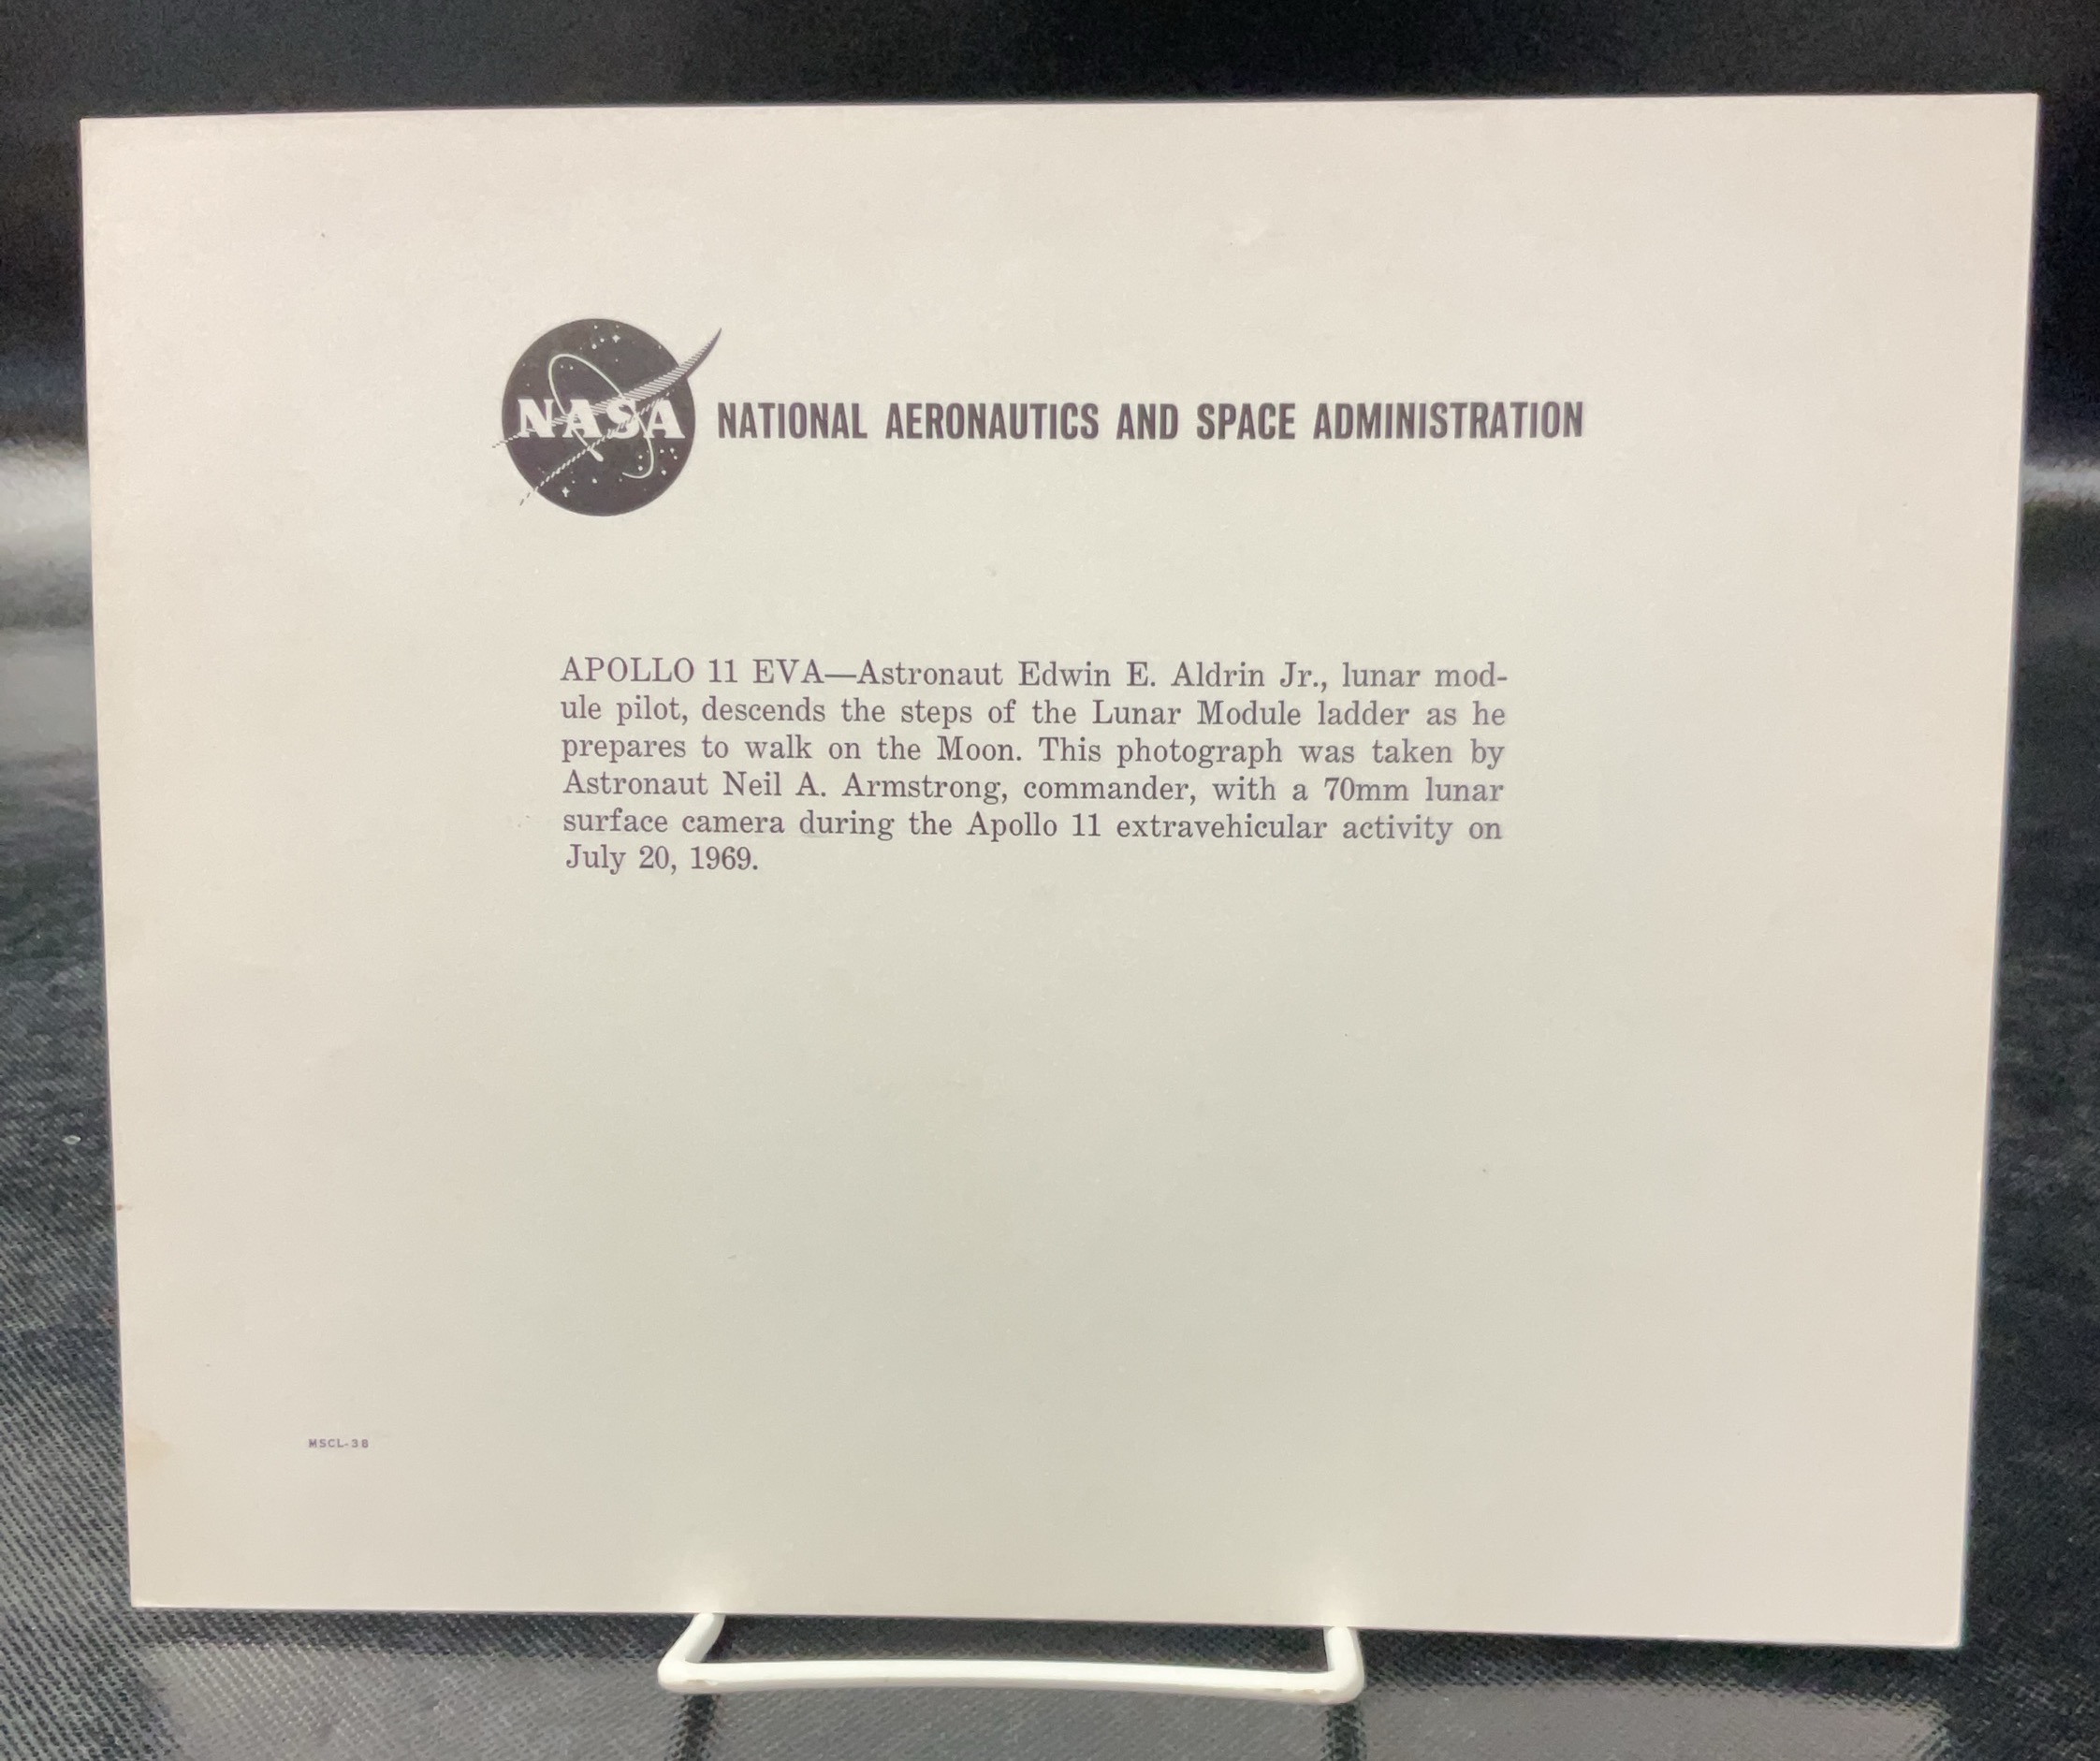 NASA
NATIONAL AERONAUTICS AND SPACE ADMINISTRATION
APOLLO 11 EVA—Astronaut Edwin E. Aldrin Jr., lunar mod-
ule pilot, descends the steps of the Lunar Module ladder as he
prepares to walk on the Moon. This photograph was taken by
Astronaut Neil A. Armstrong, commander, with a 70mm lunar
surface camera during the Apollo 11 extravehicular activity on
July 20, 1969.
MSCL-38